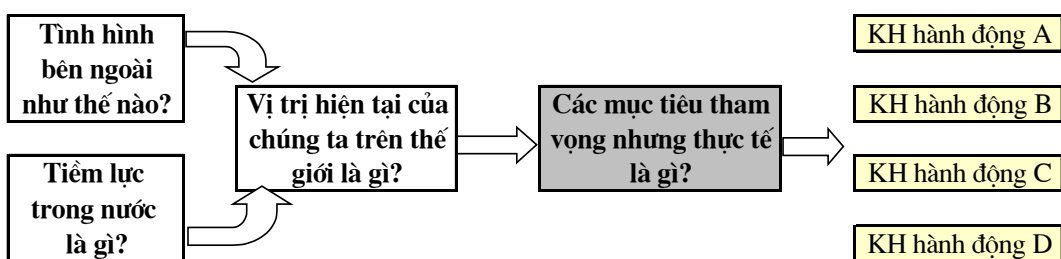 Tình hình
bên ngoài
như thế nào?
Tiềm lực
trong nước
là gì?
Vị trị hiện tại của
chúng ta trên thế
giới là gì?
Các mục tiêu tham
vọng nhưng thực tế
là gì?
KH hành động A
KH hành động B
KH hành động C
KH hành động D